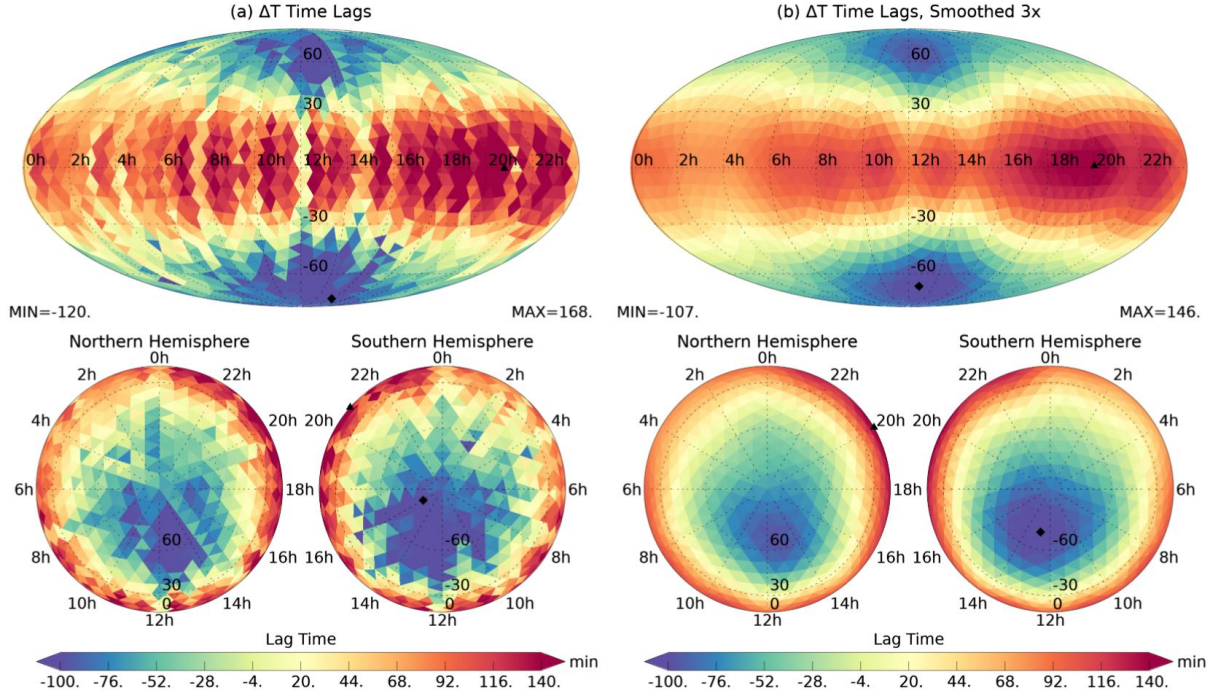 (a) ΔT Time Lags
60
30
0h 2h 4h 6h 8h 10h 12h 14h 16h 18h 20h 22h
-30
-60
MIN=-120. MAX=168.
Northern Hemisphere
0h
2h 22h
4h 20h
6h 18h
8h 60 16h
30
10h 0 14h
12h
Southern Hemisphere
0h
22h 2h
20h 4h
18h 6h
16h -60 8h
-30
14h 0 10h
12h
Lag Time
-100. -76. -52. -28. -4. 20. 44. 68. 92. 116. 140. min
(b) ΔT Time Lags, Smoothed 3x
60
30
0h 2h 4h 6h 8h 10h 12h 14h 16h 18h 20h 22h
-30
-60
MIN=-107. MAX=146.
Northern Hemisphere
0h
2h 22h
4h 20h
6h 18h
8h 60 16h
30
10h 0 14h
12h
Southern Hemisphere
0h
22h 2h
4h
6h
16h -60 8h
-30
14h 0 10h
12h
Lag Time
-100. -76. -52. -28. -4. 20. 44. 68. 92. 116. 140. min